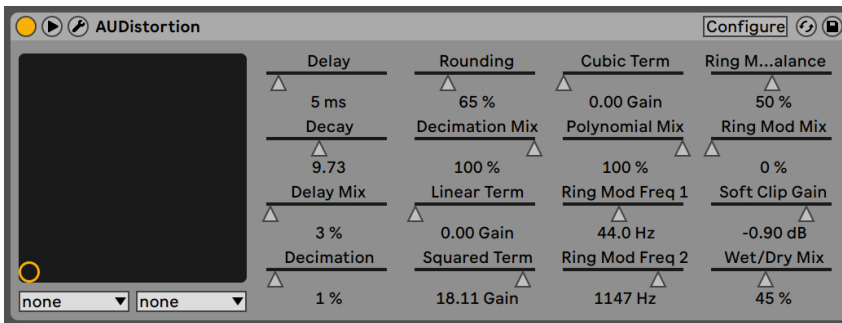 AUDistortion Configure
Delay Rounding Cubic Term Ring M...alance
5 ms 65 % 0.00 Gain 50 %
Decay Decimation Mix Polynomial Mix Ring Mod Mix
9.73 100 % 100 % 0 %
Delay Mix Linear Term Ring Mod Freq 1 Soft Clip Gain
3 % 0.00 Gain 44.0 Hz -0.90 dB
Decimation Squared Term Ring Mod Freq 2 Wet/Dry Mix
none none 1 % 18.11 Gain 1147 Hz 45 %